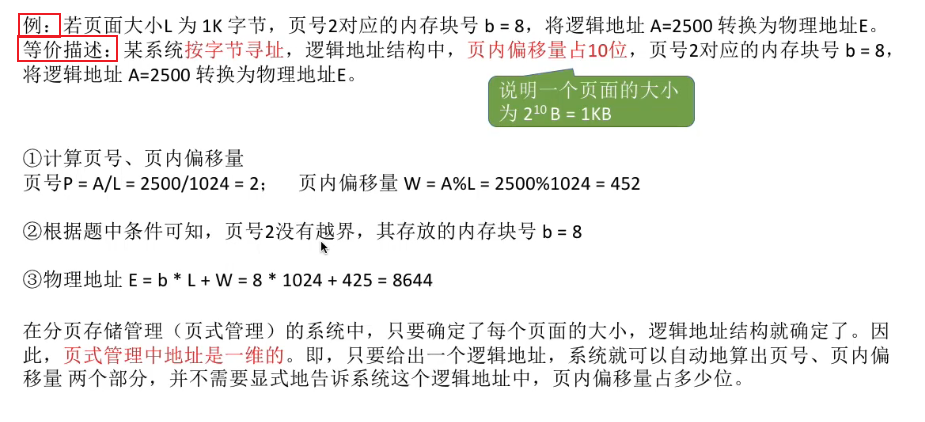 例：若页面大小L 为 1K 字节，页号2对应的内存块号 b = 8，将逻辑地址 A=2500 转换为物理地址E。
等价描述：某系统按字节寻址，逻辑地址结构中，页内偏移量占10位，页号2对应的内存块号 b = 8，
将逻辑地址 A=2500 转换为物理地址E。
说明一个页面的大小
为 2¹⁰ B = 1KB
①计算页号、页内偏移量
页号P = A/L = 2500/1024 = 2； 页内偏移量 W = A%L = 2500%1024 = 452
②根据题中条件可知，页号2没有越界，其存放的内存块号 b = 8
③物理地址 E = b * L + W = 8 * 1024 + 425 = 8644
在分页存储管理（页式管理）的系统中，只要确定了每个页面的大小，逻辑地址结构就确定了。因
此，页式管理中地址是一维的。即，只要给出一个逻辑地址，系统就可以自动地算出页号、页内偏
移量 两个部分，并不需要显式地告诉系统这个逻辑地址中，页内偏移量占多少位。